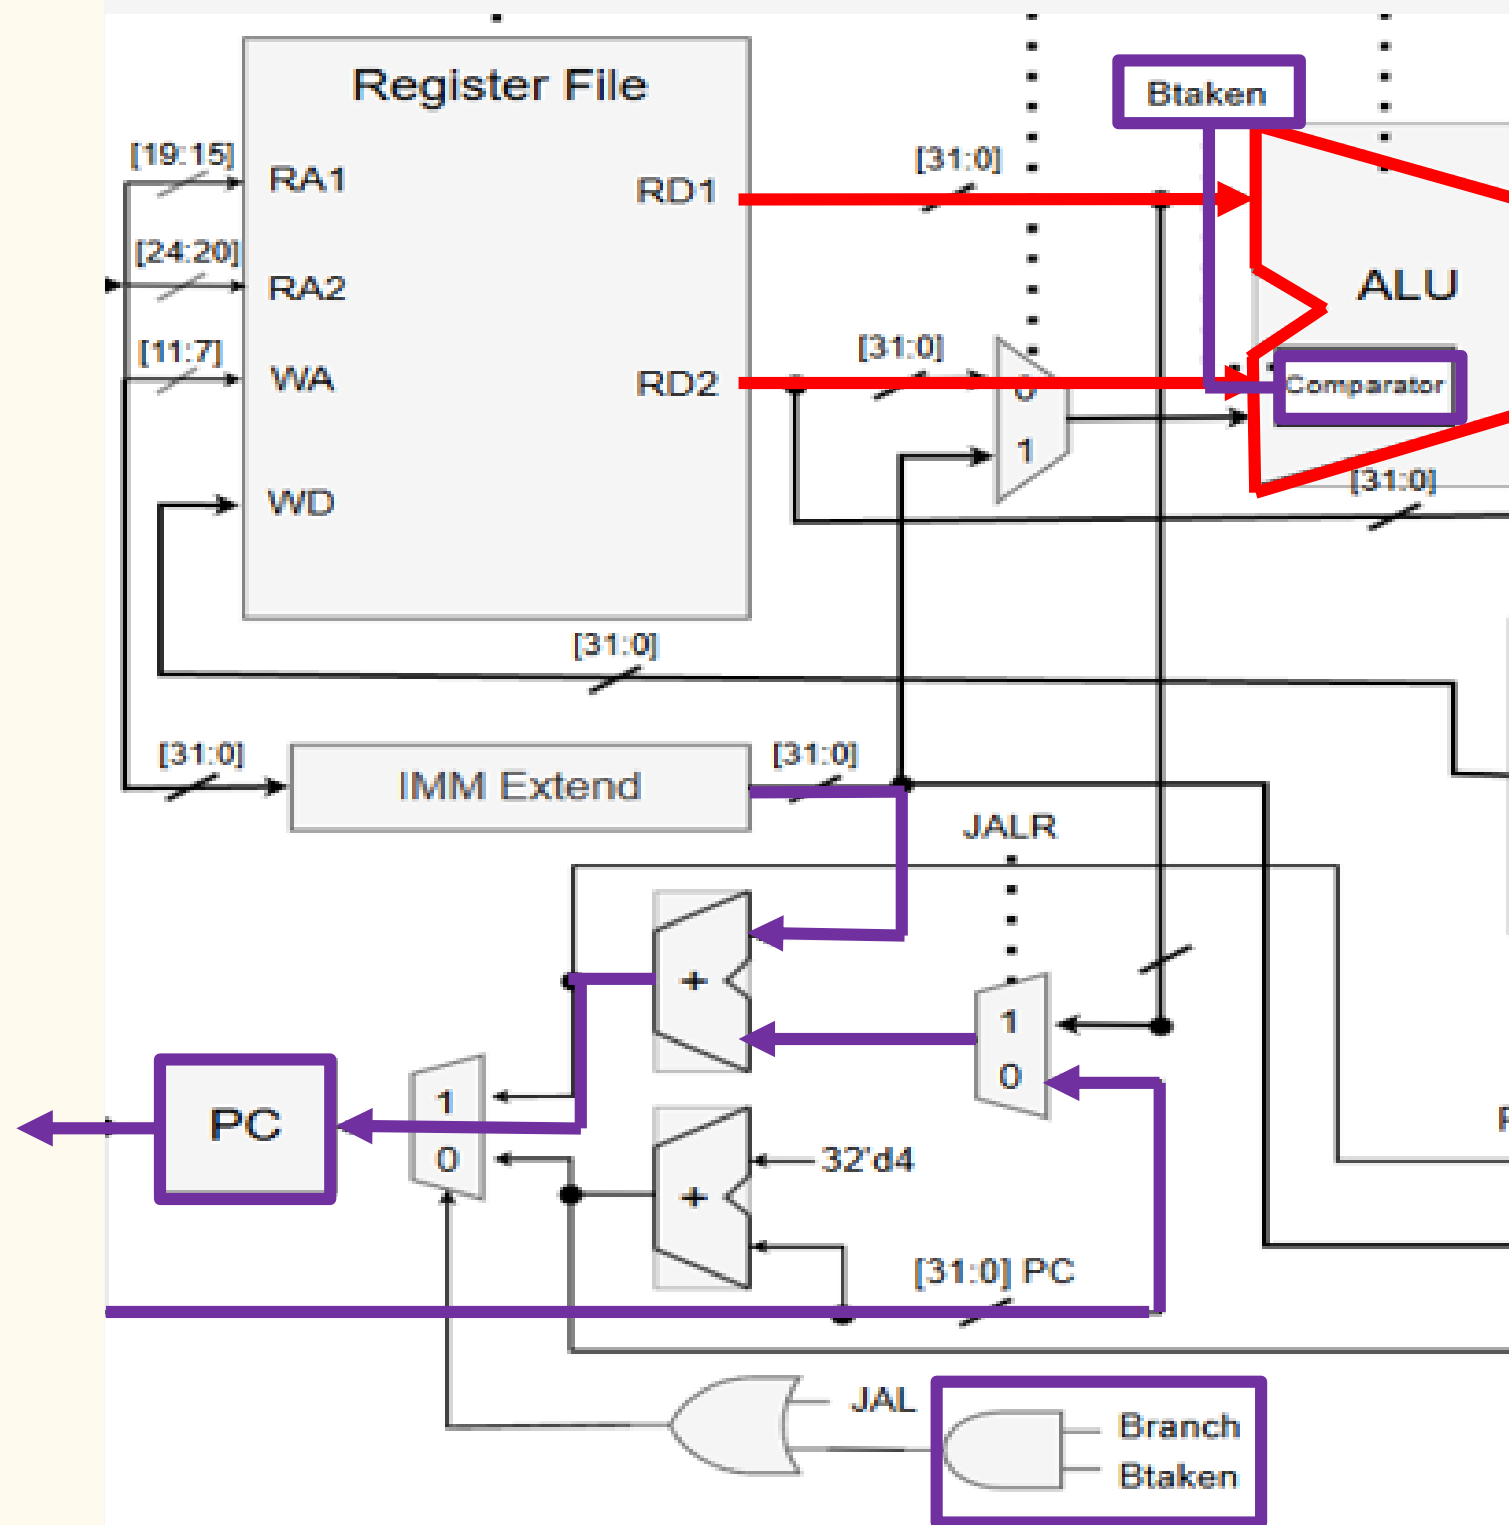 Register File
Btaken
[19:15]
RA1
RD1
[31:0]
[24:20]
RA2
ALU
[11:7]
WA
RD2
[31:0]
0
Comparator
1
[31:0]
WD
[31:0]
[31:0]
IMM Extend
[31:0]
JALR
+
1
0
PC
1
0
32'd4
+
[31:0] PC
JAL
Branch
Btaken